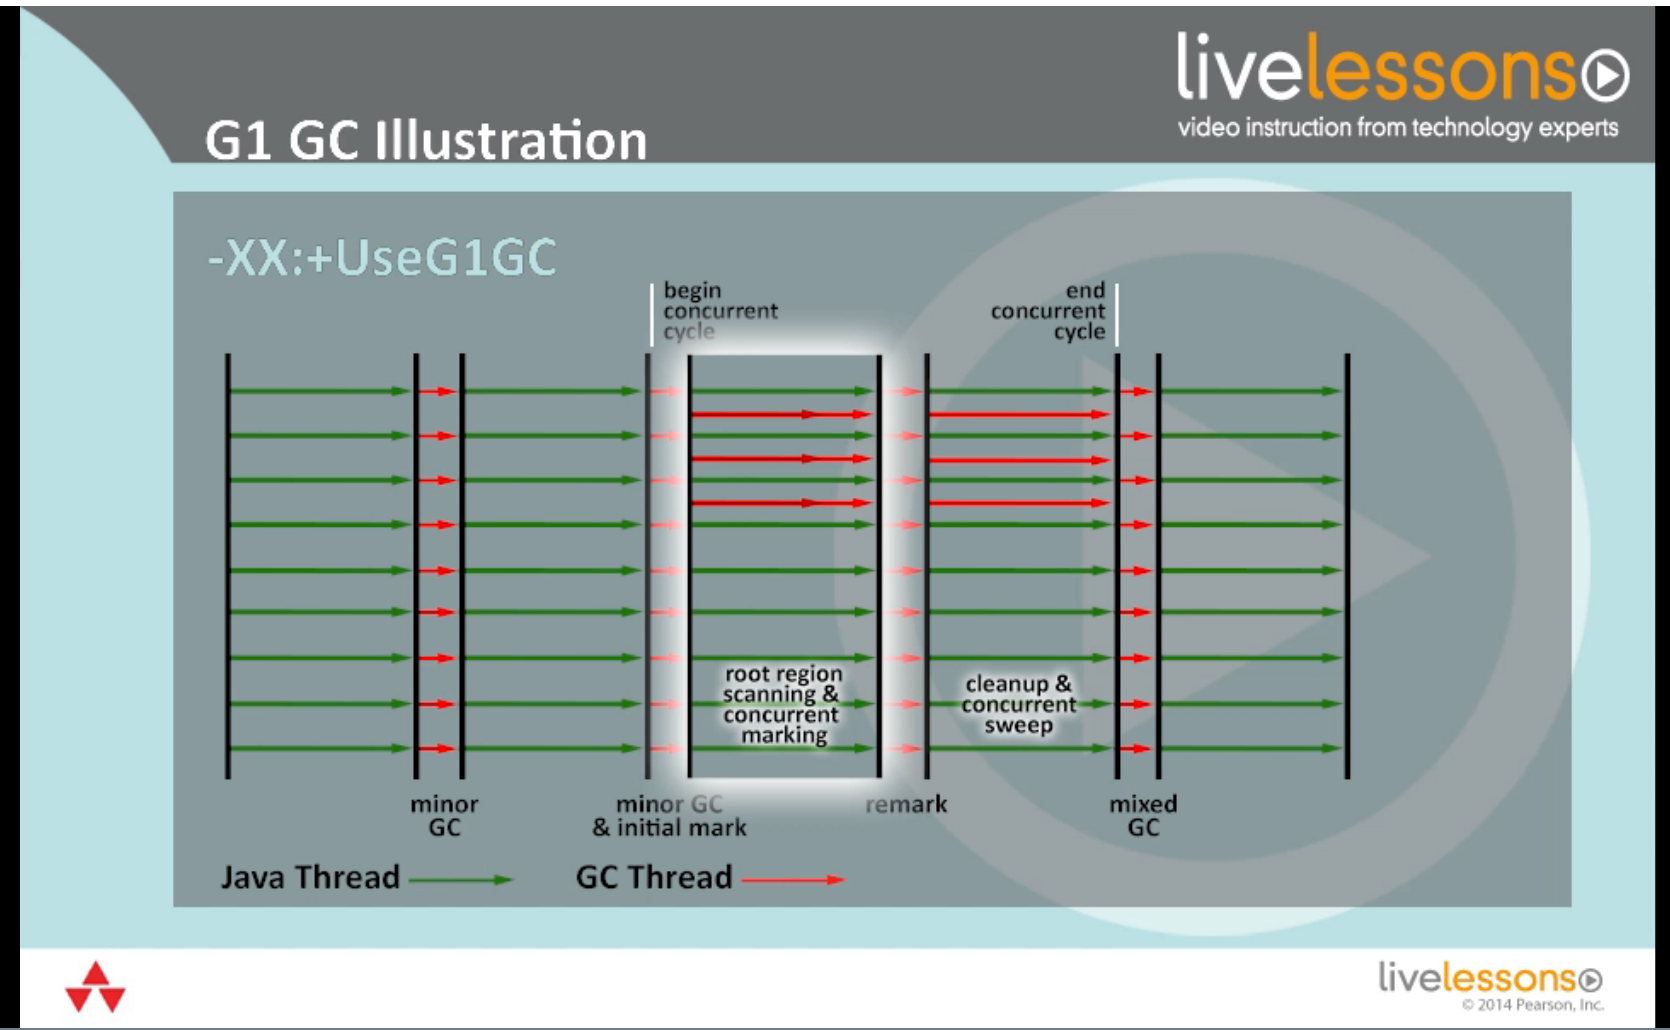 livelessons
video instruction from technology experts
G1 GC Illustration
-XX:+UseG1GC
begin
concurrent
cycle
end
concurrent
cycle
root region
scanning &
concurrent
marking
cleanup &
concurrent
sweep
minor
GC
minor GC
& initial mark
remark
mixed
GC
Java Thread
GC Thread
livelessons
© 2014 Pearson, Inc.